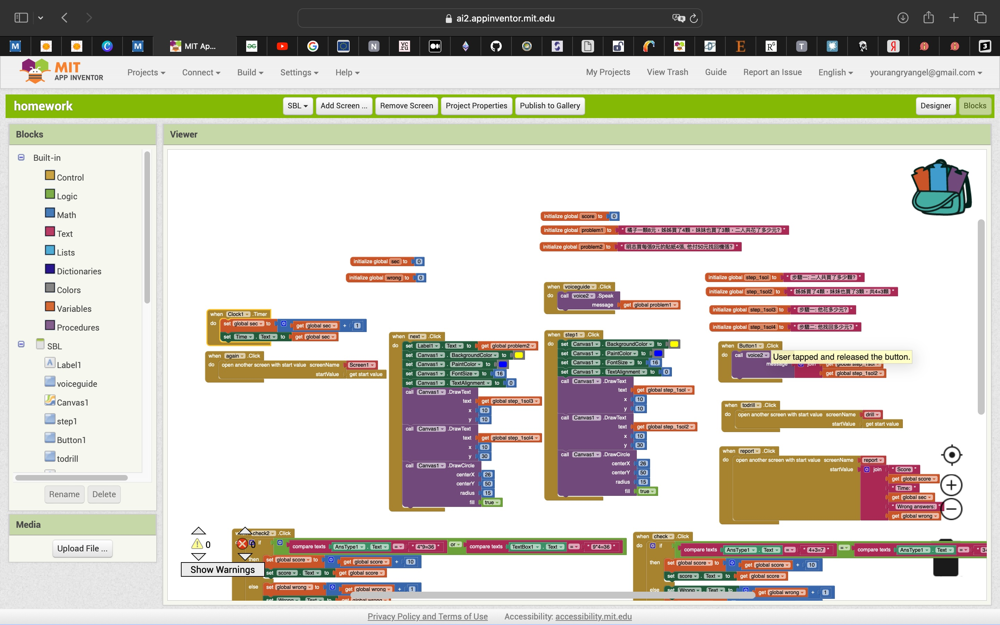 ai2.appinventor.mit.edu
MIT Ap...
MIT
APP INVENTOR
Projects
Connect
Build
Settings
Help
My Projects
View Trash
Guide
Report an Issue
English
yourangryangel@gmail.com
homework
SBL
Add Screen ...
Remove Screen
Project Properties
Publish to Gallery
Designer
Blocks
Blocks
Built-in
Control
Logic
Math
Text
Lists
Dictionaries
Colors
Variables
Procedures
SBL
Label1
voiceguide
Canvas1
step1
Button1
todrill
Rename
Delete
Media
Upload File ...
Viewer
initialize global score to 0
initialize global problem1 to " 橘子一顆8元，姊姊買了4顆，妹妹也買了3顆，二人共花了多少元? "
initialize global problem2 to " 明志買每張9元的貼紙4張, 他付50元找回機張? "
initialize global sec to 0
initialize global wrong to 0
initialize global step_1sol to " 步驟一: 二人共買了多少顆? "
initialize global step_1sol2 to " 姊姊買了4顆，妹妹也買了3顆，共4+3顆 "
initialize global step_1sol3 to " 步驟一: 他花多少元? "
initialize global step_1sol4 to " 步驟二: 他找回多少元? "
when voiceguide .Click
do call voice2 .Speak
message get global problem1
when Clock1 .Timer
do set global sec to get global sec + 1
set Time . Text to get global sec
when again .Click
do open another screen with start value screenName Screen1
startValue get start value
when next .Click
do set Label1 . Text to get global problem2
set Canvas1 . BackgroundColor to
set Canvas1 . PaintColor to
set Canvas1 . FontSize to 16
set Canvas1 . TextAlignment to 0
call Canvas1 .DrawText
text get global step_1sol3
x 10
y 10
call Canvas1 .DrawText
text get global step_1sol4
x 10
y 30
call Canvas1 .DrawCircle
centerX 26
centerY 50
radius 15
fill true
when step1 .Click
do set Canvas1 . BackgroundColor to
set Canvas1 . PaintColor to
set Canvas1 . FontSize to 16
set Canvas1 . TextAlignment to 0
call Canvas1 .DrawText
text get global step_1sol
x 10
y 10
call Canvas1 .DrawText
text get global step_1sol2
x 10
y 30
call Canvas1 .DrawCircle
centerX 26
centerY 50
radius 15
fill true
when Button1 .Click
do call voice2
User tapped and released the button.
message join get global step_1sol
get global step_1sol2
when todrill .Click
do open another screen with start value screenName drill
startValue get start value
when report .Click
do open another screen with start value screenName report
startValue join " Score "
get global score
" Time: "
get global sec
" Wrong answers: "
get global wrong
check2 .Click
if compare texts AnsType1 . Text = " 4*9=36 " or compare texts TextBox1 . Text = " 9*4=36 "
then set global score to get global score + 10
set score . Text to get global score
else set global wrong to get global wrong + 1
set Wrong . Text to get global wrong
0
0
Show Warnings
when check .Click
do if compare texts AnsType1 . Text = " 4+3=7 " = compare texts AnsType1 . Text = " 3+
then set global score to get global score + 10
set score . Text to get global score
else set Wrong . Text to get global wrong + 1
Privacy Policy and Terms of Use
Accessibility: accessibility.mit.edu